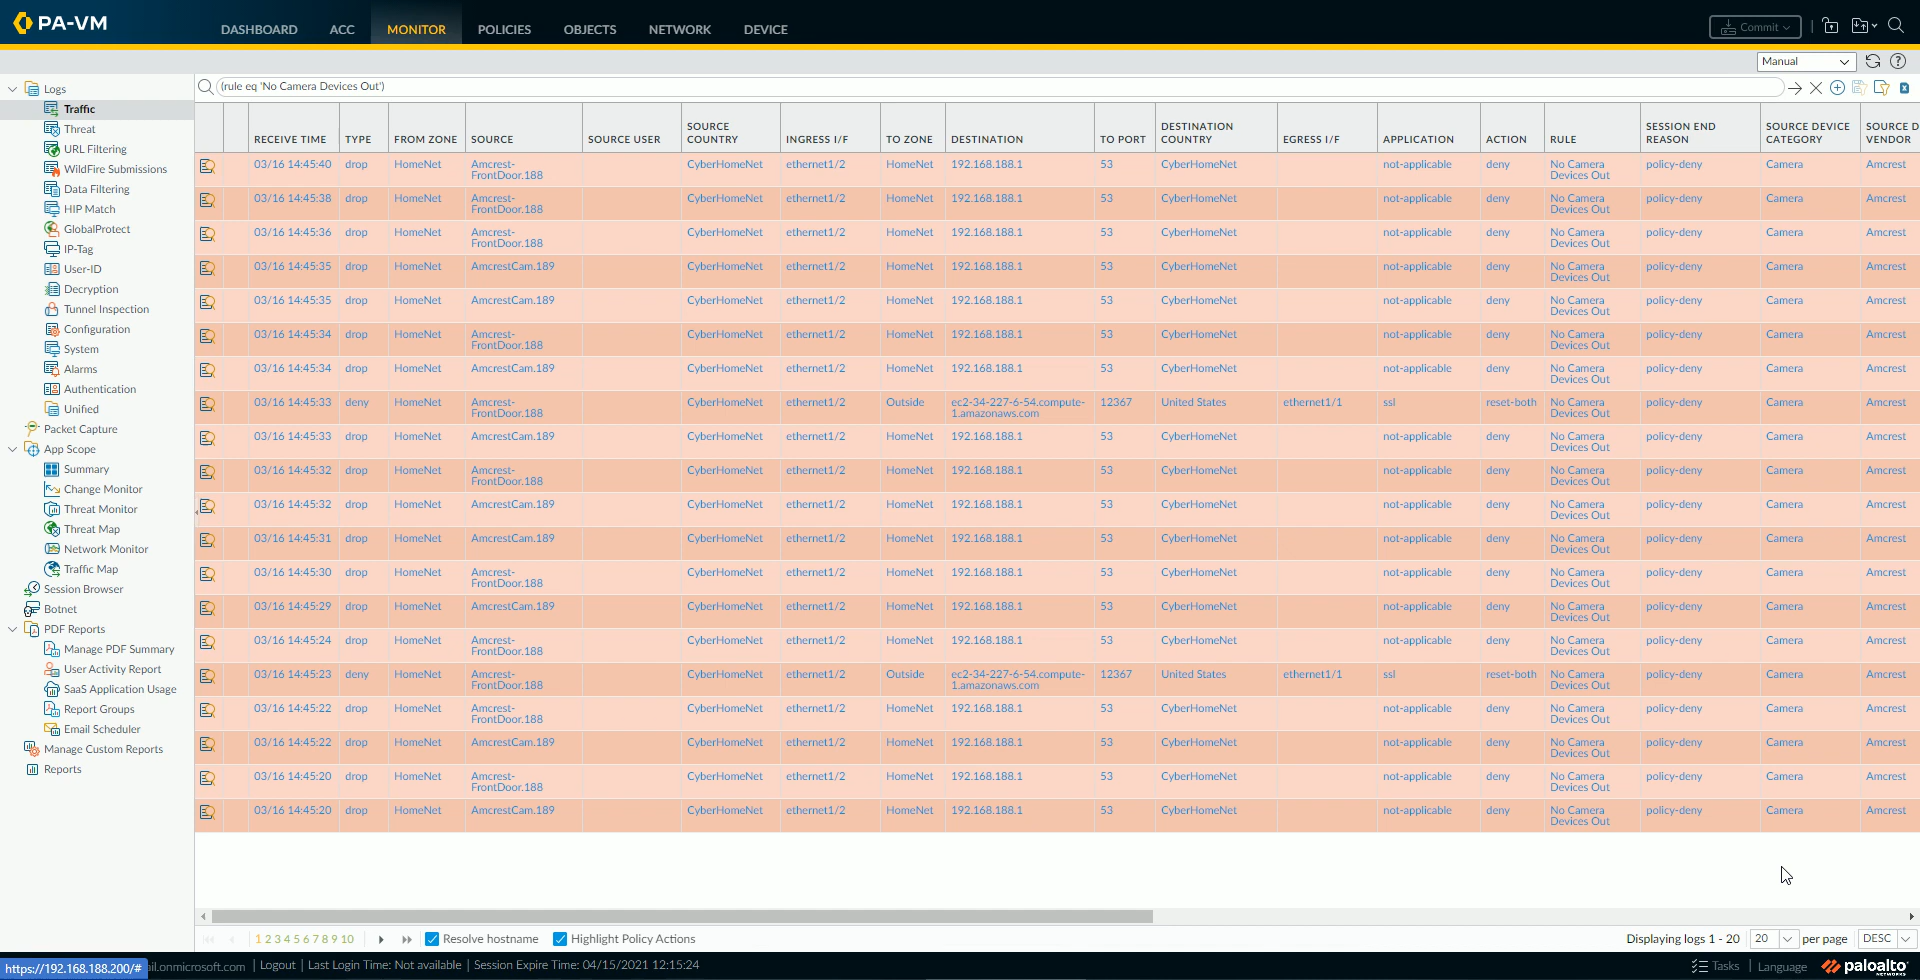 PA-VM
DASHBOARD ACC MONITOR POLICIES OBJECTS NETWORK DEVICE
Commit
Manual
Logs
Traffic
Threat
URL Filtering
WildFire Submissions
Data Filtering
HIP Match
GlobalProtect
IP-Tag
User-ID
Decryption
Tunnel Inspection
Configuration
System
Alarms
Authentication
Unified
Packet Capture
App Scope
Summary
Change Monitor
Threat Monitor
Threat Map
Network Monitor
Traffic Map
Session Browser
Botnet
PDF Reports
Manage PDF Summary
User Activity Report
SaaS Application Usage
Report Groups
Email Scheduler
Manage Custom Reports
Reports
(rule eq 'No Camera Devices Out')
RECEIVE TIME TYPE FROM ZONE SOURCE SOURCE USER SOURCE COUNTRY INGRESS I/F TO ZONE DESTINATION TO PORT DESTINATION COUNTRY EGRESS I/F APPLICATION ACTION RULE SESSION END REASON SOURCE DEVICE CATEGORY SOURCE D VENDOR
03/16 14:45:40 drop HomeNet Amcrest-FrontDoor.188 CyberHomeNet ethernet1/2 HomeNet 192.168.188.1 53 CyberHomeNet not-applicable deny No Camera Devices Out policy-deny Camera Amcrest
03/16 14:45:38 drop HomeNet Amcrest-FrontDoor.188 CyberHomeNet ethernet1/2 HomeNet 192.168.188.1 53 CyberHomeNet not-applicable deny No Camera Devices Out policy-deny Camera Amcrest
03/16 14:45:36 drop HomeNet Amcrest-FrontDoor.188 CyberHomeNet ethernet1/2 HomeNet 192.168.188.1 53 CyberHomeNet not-applicable deny No Camera Devices Out policy-deny Camera Amcrest
03/16 14:45:35 drop HomeNet AmcrestCam.189 CyberHomeNet ethernet1/2 HomeNet 192.168.188.1 53 CyberHomeNet not-applicable deny No Camera Devices Out policy-deny Camera Amcrest
03/16 14:45:35 drop HomeNet AmcrestCam.189 CyberHomeNet ethernet1/2 HomeNet 192.168.188.1 53 CyberHomeNet not-applicable deny No Camera Devices Out policy-deny Camera Amcrest
03/16 14:45:34 drop HomeNet Amcrest-FrontDoor.188 CyberHomeNet ethernet1/2 HomeNet 192.168.188.1 53 CyberHomeNet not-applicable deny No Camera Devices Out policy-deny Camera Amcrest
03/16 14:45:34 drop HomeNet AmcrestCam.189 CyberHomeNet ethernet1/2 HomeNet 192.168.188.1 53 CyberHomeNet not-applicable deny No Camera Devices Out policy-deny Camera Amcrest
03/16 14:45:33 deny HomeNet Amcrest-FrontDoor.188 CyberHomeNet ethernet1/2 Outside ec2-34-227-6-54.compute-1.amazonaws.com 12367 United States ethernet1/1 ssl reset-both No Camera Devices Out policy-deny Camera Amcrest
03/16 14:45:33 drop HomeNet AmcrestCam.189 CyberHomeNet ethernet1/2 HomeNet 192.168.188.1 53 CyberHomeNet not-applicable deny No Camera Devices Out policy-deny Camera Amcrest
03/16 14:45:32 drop HomeNet Amcrest-FrontDoor.188 CyberHomeNet ethernet1/2 HomeNet 192.168.188.1 53 CyberHomeNet not-applicable deny No Camera Devices Out policy-deny Camera Amcrest
03/16 14:45:32 drop HomeNet AmcrestCam.189 CyberHomeNet ethernet1/2 HomeNet 192.168.188.1 53 CyberHomeNet not-applicable deny No Camera Devices Out policy-deny Camera Amcrest
03/16 14:45:31 drop HomeNet AmcrestCam.189 CyberHomeNet ethernet1/2 HomeNet 192.168.188.1 53 CyberHomeNet not-applicable deny No Camera Devices Out policy-deny Camera Amcrest
03/16 14:45:30 drop HomeNet Amcrest-FrontDoor.188 CyberHomeNet ethernet1/2 HomeNet 192.168.188.1 53 CyberHomeNet not-applicable deny No Camera Devices Out policy-deny Camera Amcrest
03/16 14:45:29 drop HomeNet AmcrestCam.189 CyberHomeNet ethernet1/2 HomeNet 192.168.188.1 53 CyberHomeNet not-applicable deny No Camera Devices Out policy-deny Camera Amcrest
03/16 14:45:24 drop HomeNet Amcrest-FrontDoor.188 CyberHomeNet ethernet1/2 HomeNet 192.168.188.1 53 CyberHomeNet not-applicable deny No Camera Devices Out policy-deny Camera Amcrest
03/16 14:45:23 deny HomeNet Amcrest-FrontDoor.188 CyberHomeNet ethernet1/2 Outside ec2-34-227-6-54.compute-1.amazonaws.com 12367 United States ethernet1/1 ssl reset-both No Camera Devices Out policy-deny Camera Amcrest
03/16 14:45:22 drop HomeNet Amcrest-FrontDoor.188 CyberHomeNet ethernet1/2 HomeNet 192.168.188.1 53 CyberHomeNet not-applicable deny No Camera Devices Out policy-deny Camera Amcrest
03/16 14:45:22 drop HomeNet AmcrestCam.189 CyberHomeNet ethernet1/2 HomeNet 192.168.188.1 53 CyberHomeNet not-applicable deny No Camera Devices Out policy-deny Camera Amcrest
03/16 14:45:20 drop HomeNet Amcrest-FrontDoor.188 CyberHomeNet ethernet1/2 HomeNet 192.168.188.1 53 CyberHomeNet not-applicable deny No Camera Devices Out policy-deny Camera Amcrest
03/16 14:45:20 drop HomeNet AmcrestCam.189 CyberHomeNet ethernet1/2 HomeNet 192.168.188.1 53 CyberHomeNet not-applicable deny No Camera Devices Out policy-deny Camera Amcrest
1 2 3 4 5 6 7 8 9 10 Resolve hostname Highlight Policy Actions Displaying logs 1 - 20 20 per page DESC
https://192.168.188.200/# ail.onmicrosoft.com | Logout | Last Login Time: Not available | Session Expire Time: 04/15/2021 12:15:24 Tasks | Language paloalto NETWORKS